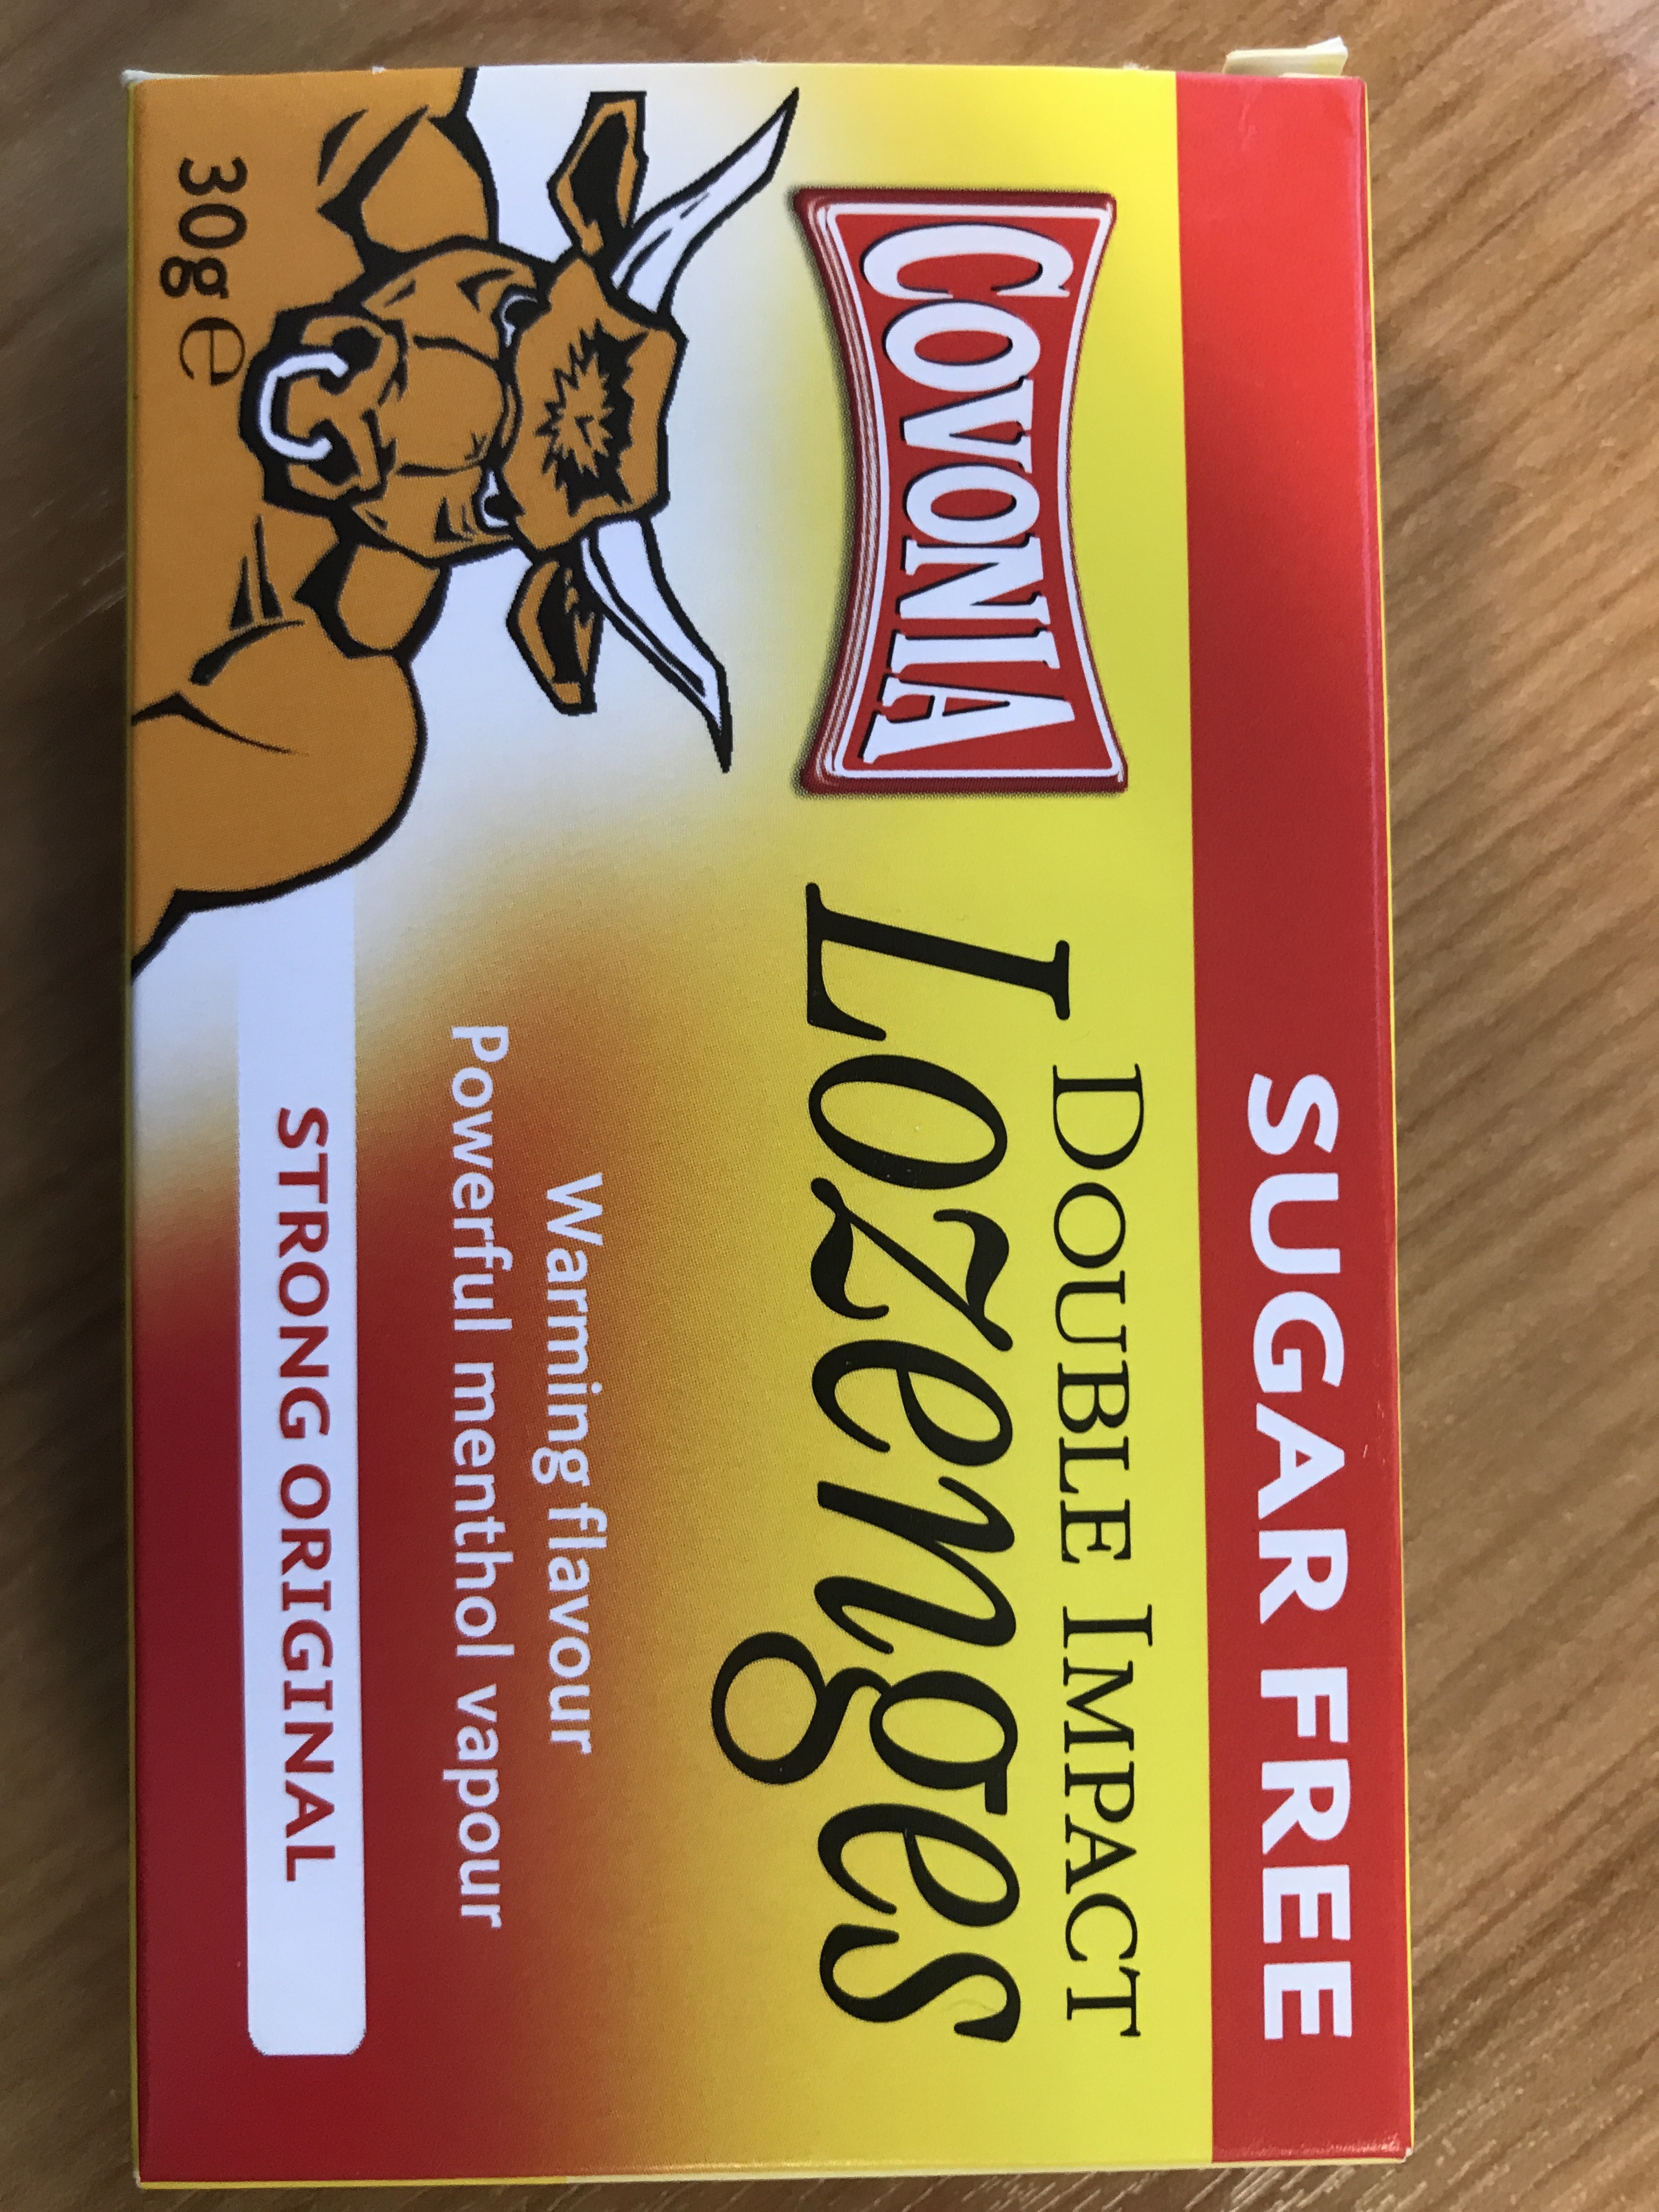 SUGAR FREE
COVONIA
DOUBLE IMPACT
Lozenges
Warming flavour
Powerful menthol vapour
STRONG ORIGINAL
30g e